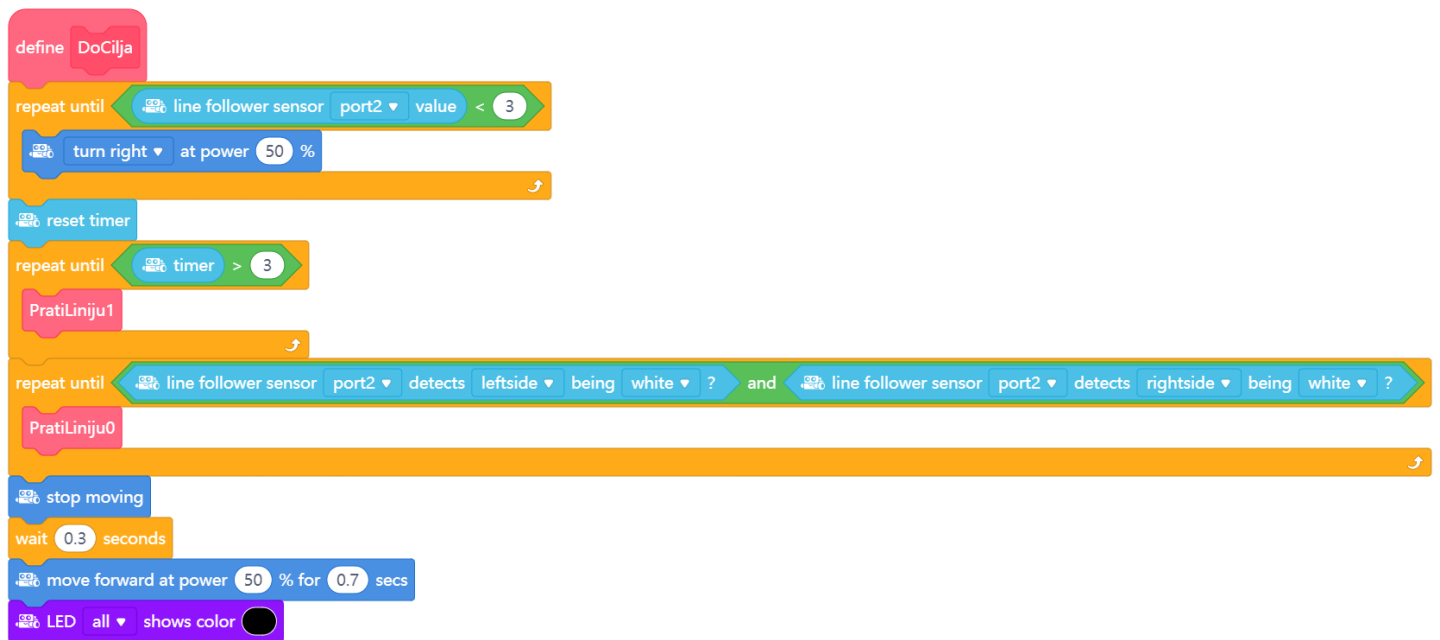 define DoCilja
repeat until line follower sensor port2 value < 3
turn right at power 50 %
reset timer
repeat until timer > 3
PratiLiniju1
repeat until line follower sensor port2 detects leftside being white ? and line follower sensor port2 detects rightside being white ?
PratiLiniju0
stop moving
wait 0.3 seconds
move forward at power 50 % for 0.7 secs
LED all shows color